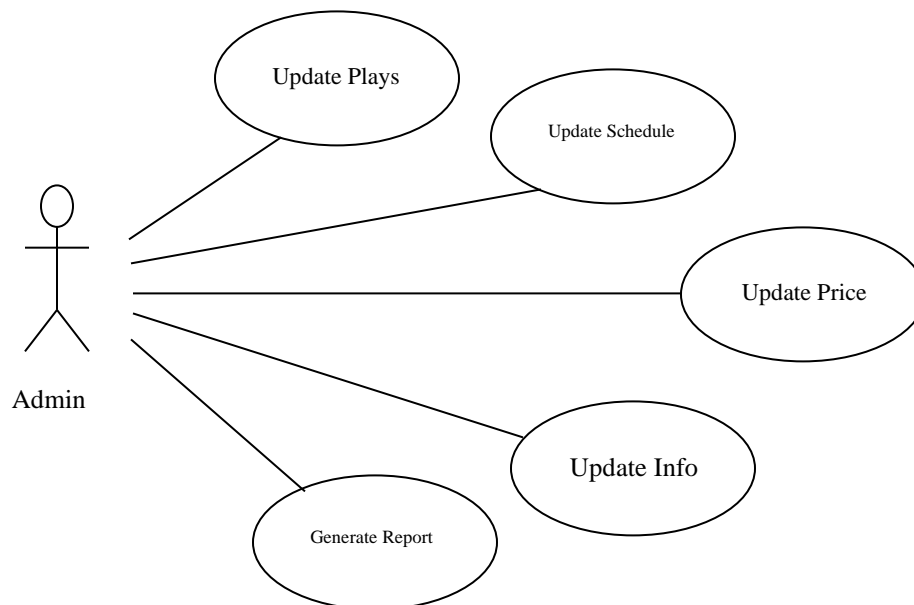 Update Plays
Update Schedule
Update Price
Admin
Update Info
Generate Report